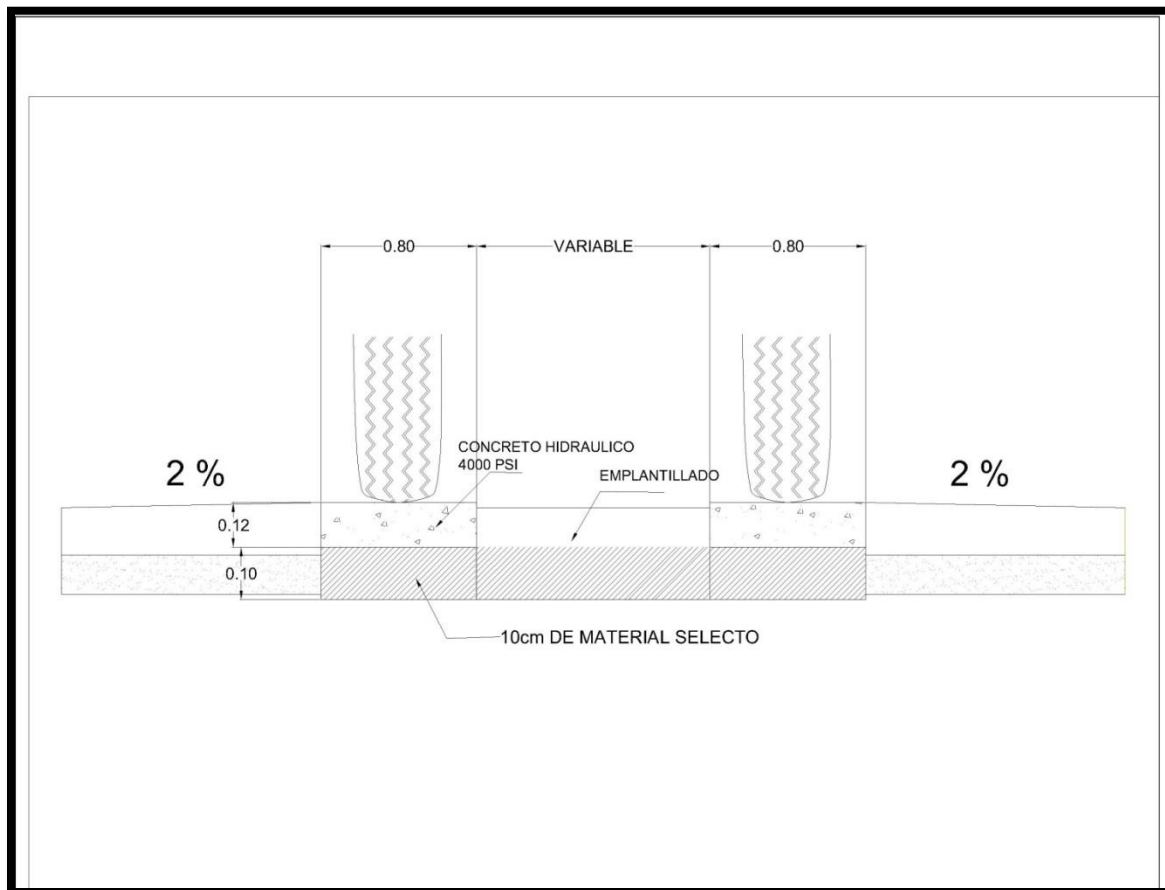 0.80
VARIABLE
0.80
CONCRETO HIDRAULICO
4000 PSI
EMPLANTILLADO
2 %
2 %
0.12
0.10
10cm DE MATERIAL SELECTO